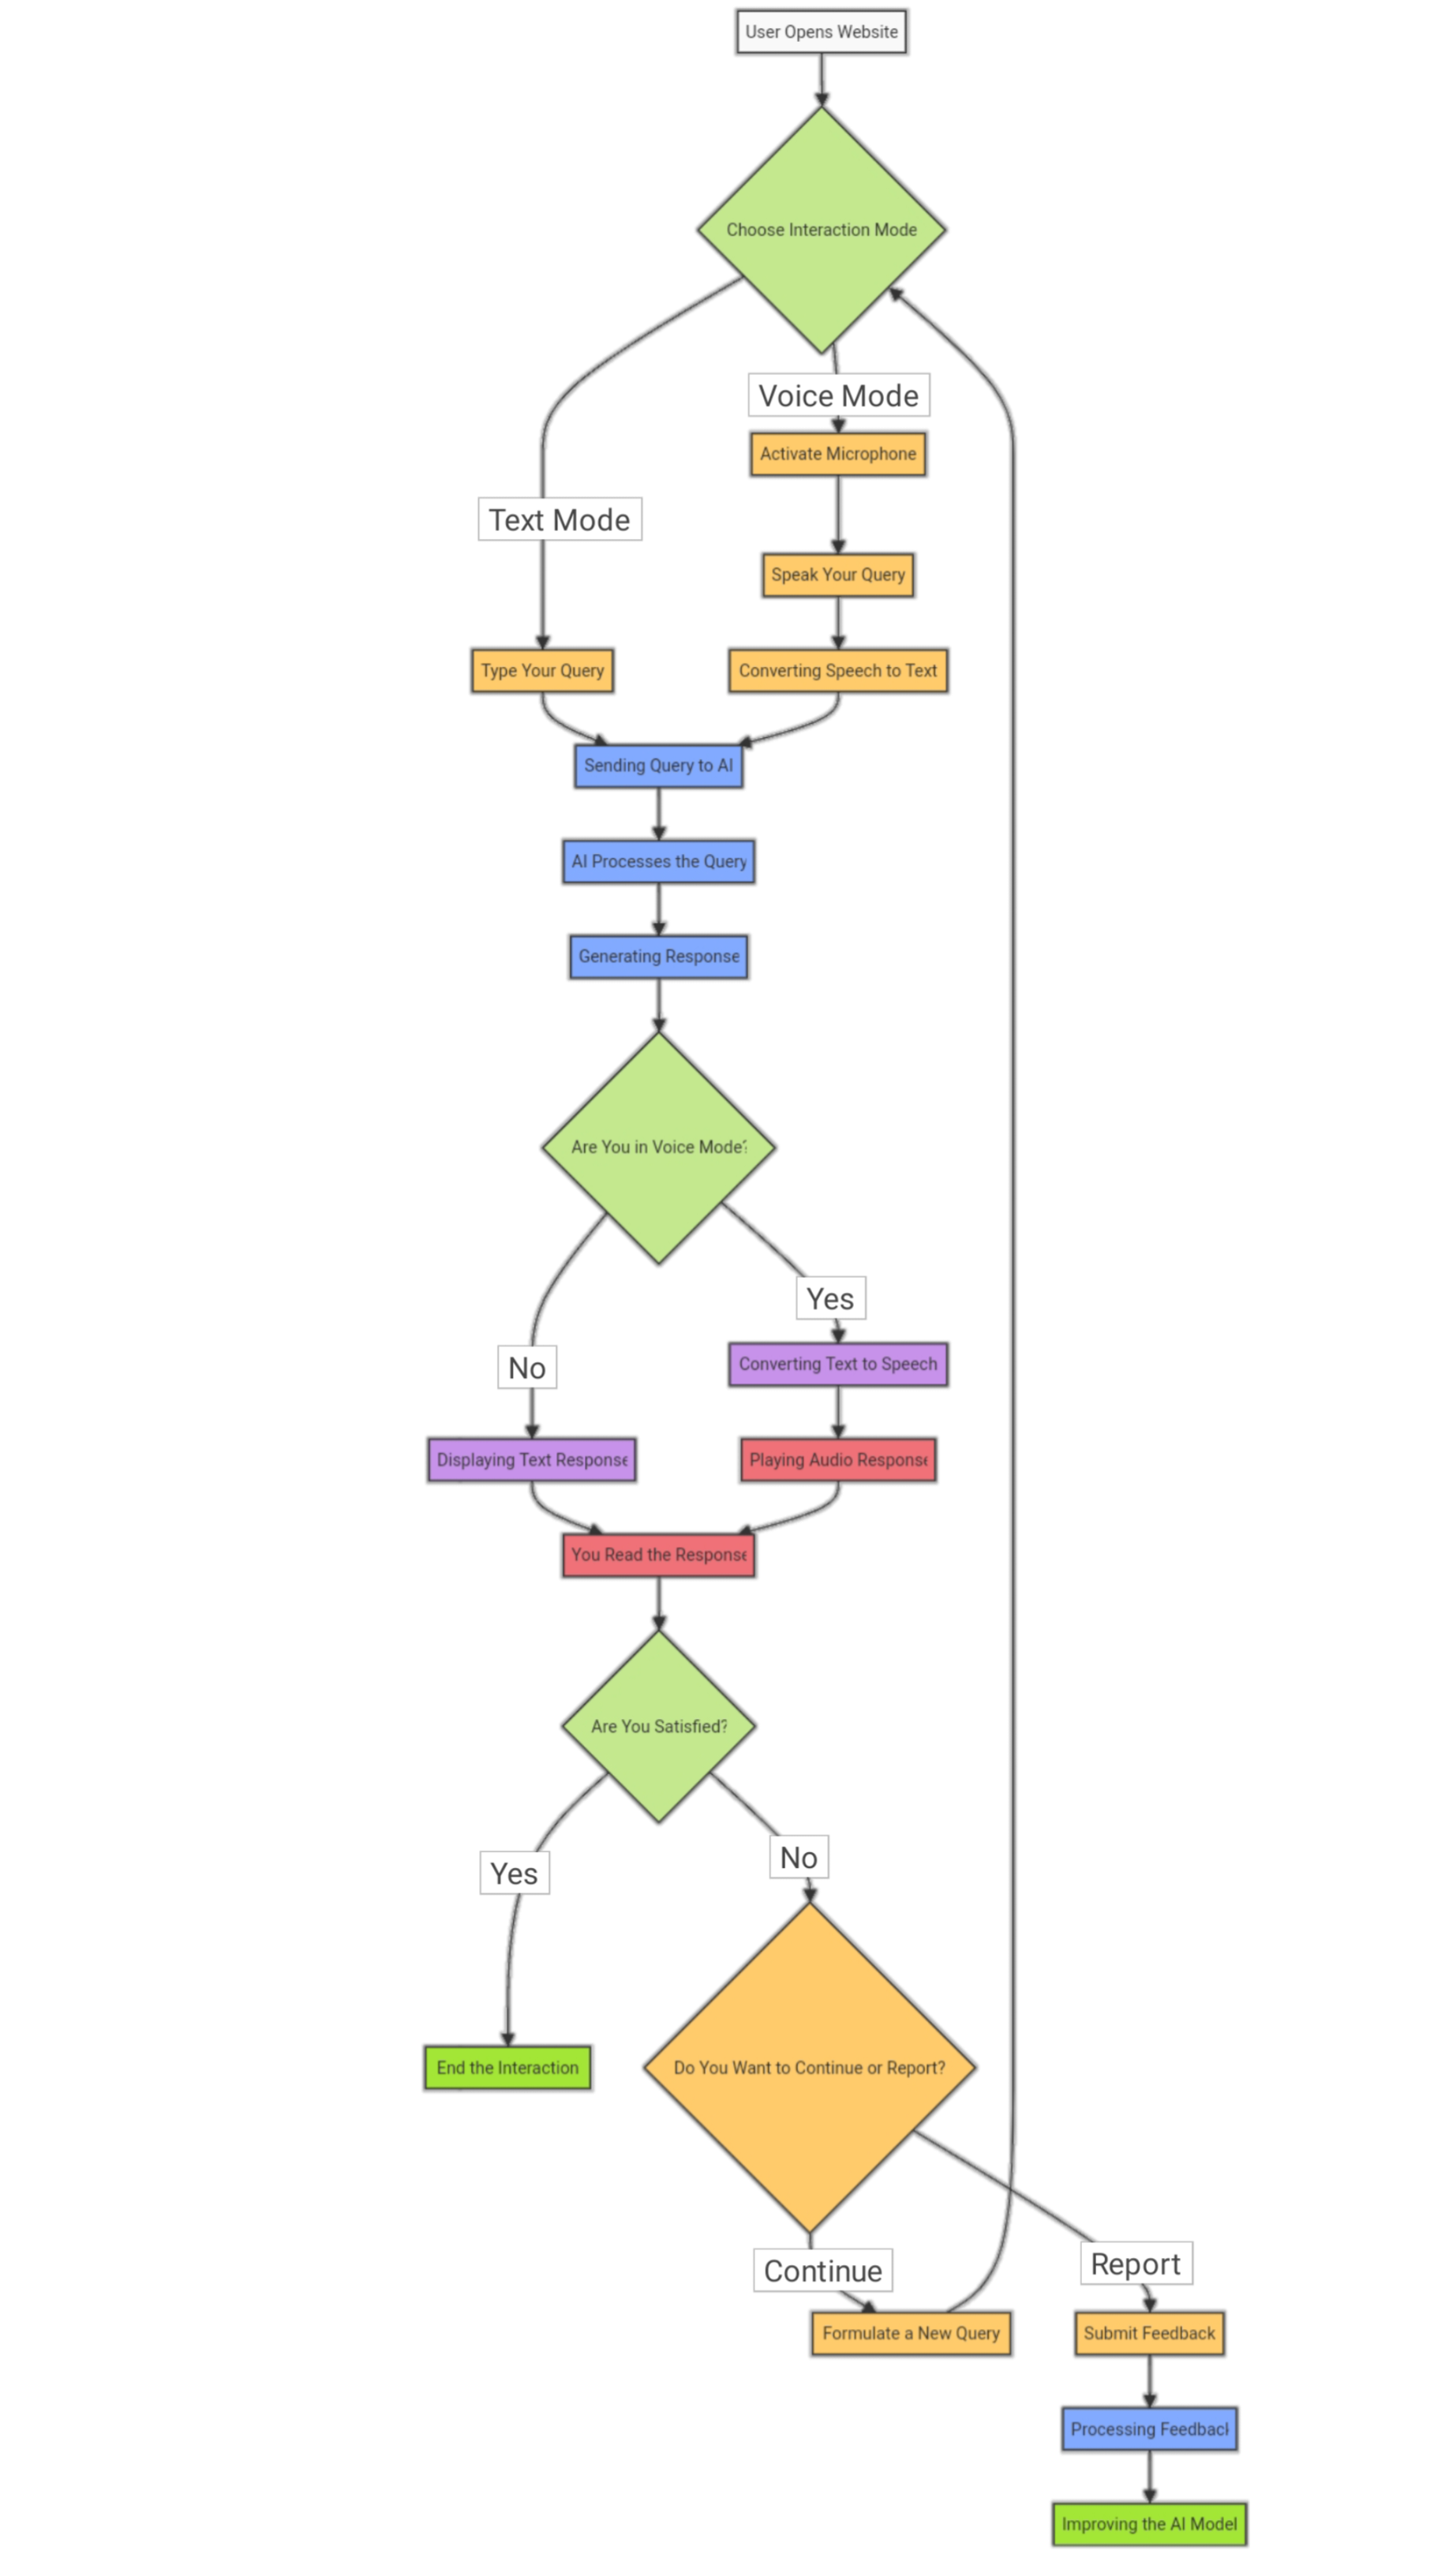 User Opens Website
Choose Interaction Mode
Voice Mode
Activate Microphone
Text Mode
Speak Your Query
Type Your Query
Converting Speech to Text
Sending Query to AI
AI Processes the Query
Generating Response
Are You in Voice Mode?
Yes
No
Converting Text to Speech
Displaying Text Response
Playing Audio Response
You Read the Response
Are You Satisfied?
Yes
No
End the Interaction
Do You Want to Continue or Report?
Continue
Report
Formulate a New Query
Submit Feedback
Processing Feedback
Improving the AI Model